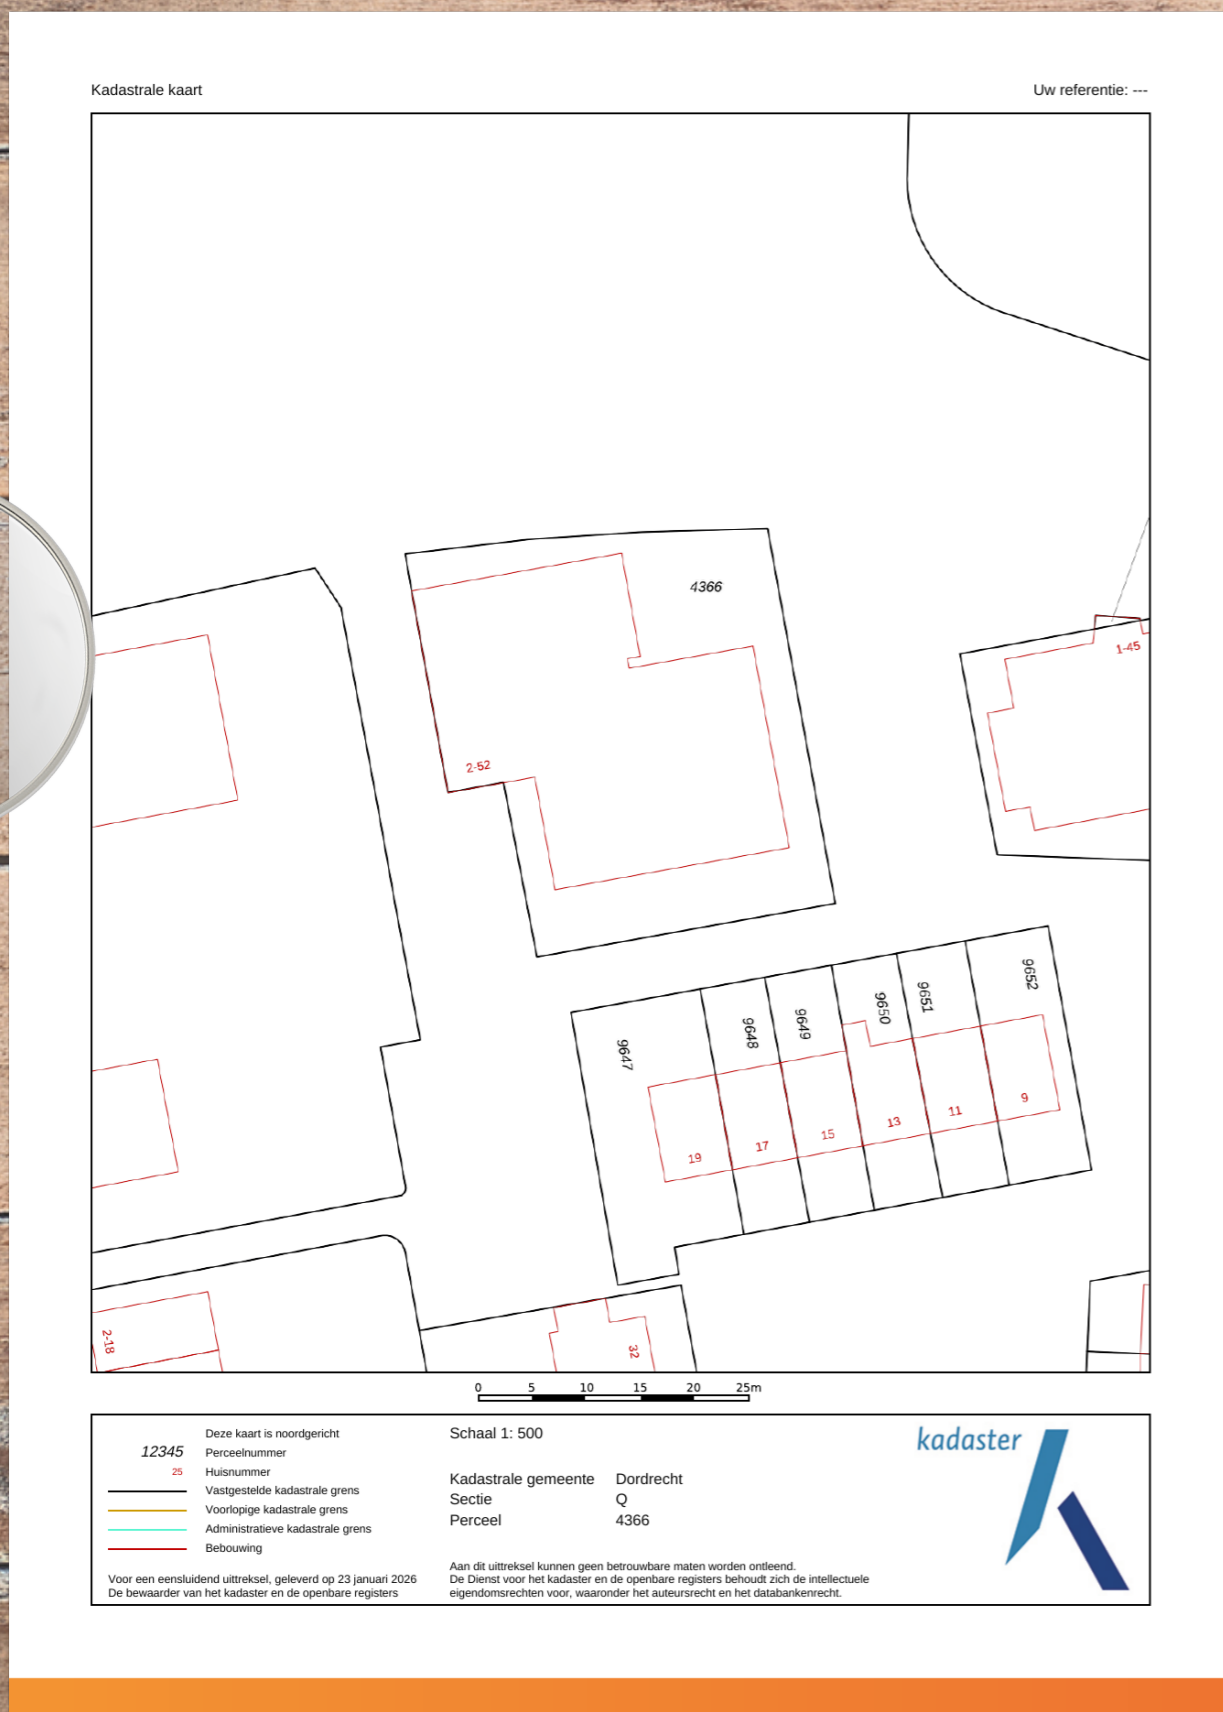 Kadastrale kaart
Uw referentie: ---
4366
1-45
2-52
9652
9651
9650
9649
9648
9647
9
11
13
15
17
19
2-18
32
0 5 10 15 20 25m
Deze kaart is noordgericht
12345 Perceelnummer
25 Huisnummer
Vastgestelde kadastrale grens
Voorlopige kadastrale grens
Administratieve kadastrale grens
Bebouwing
Voor een eensluidend uittreksel, geleverd op 23 januari 2026
De bewaarder van het kadaster en de openbare registers
Schaal 1: 500
Kadastrale gemeente Dordrecht
Sectie Q
Perceel 4366
Aan dit uittreksel kunnen geen betrouwbare maten worden ontleend.
De Dienst voor het kadaster en de openbare registers behoudt zich de intellectuele
eigendomsrechten voor, waaronder het auteursrecht en het databankenrecht.
kadaster